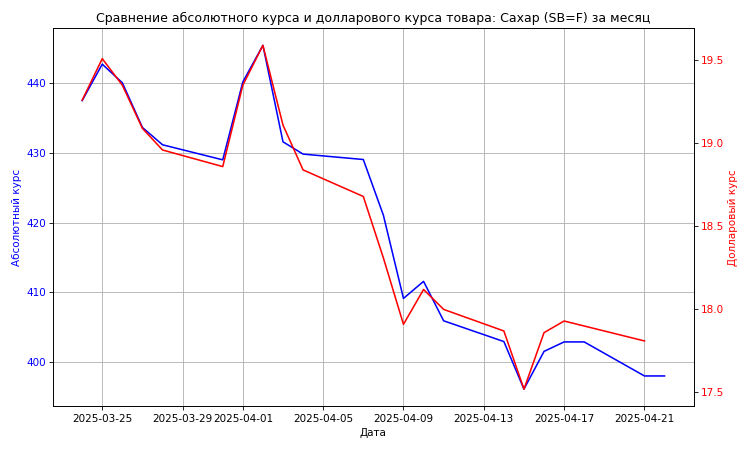 Сравнение абсолютного курса и долларового курса товара: Сахар (SB=F) за месяц
Абсолютный курс
440
430
420
410
400
19.5
19.0
18.5
18.0
17.5
Долларовый курс
2025-03-25 2025-03-29 2025-04-01 2025-04-05 2025-04-09 2025-04-13 2025-04-17 2025-04-21
Дата